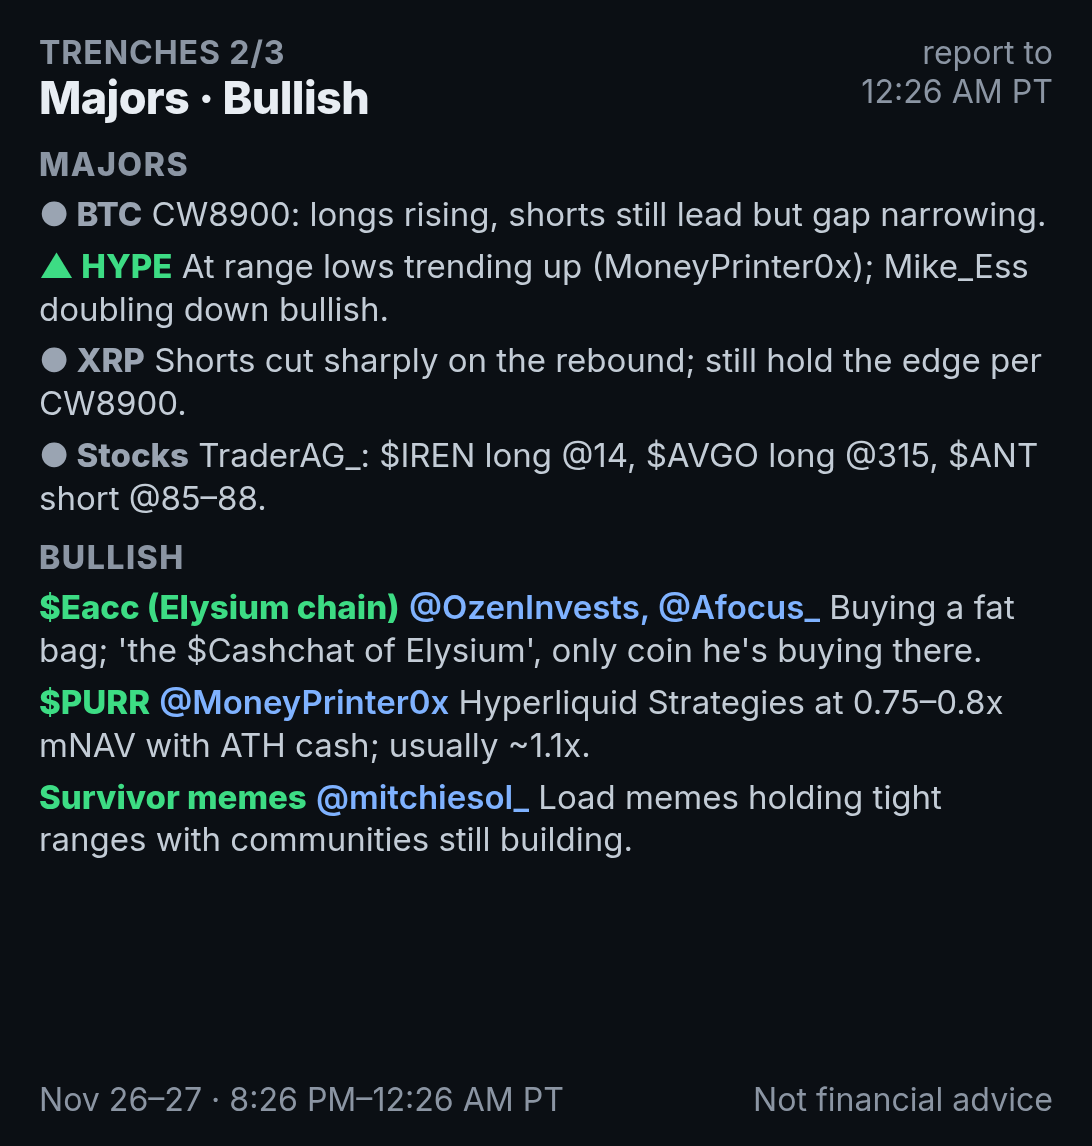 TRENCHES 2/3
Majors · Bullish
report to
12:26 AM PT
MAJORS
● BTC CW8900: longs rising, shorts still lead but gap narrowing.
▲ HYPE At range lows trending up (MoneyPrinter0x); Mike_Ess
doubling down bullish.
● XRP Shorts cut sharply on the rebound; still hold the edge per
CW8900.
● Stocks TraderAG_: $IREN long @14, $AVGO long @315, $ANT
short @85–88.
BULLISH
$Eacc (Elysium chain) @OzenInvests, @Afocus_ Buying a fat
bag; 'the $Cashchat of Elysium', only coin he's buying there.
$PURR @MoneyPrinter0x Hyperliquid Strategies at 0.75–0.8x
mNAV with ATH cash; usually ~1.1x.
Survivor memes @mitchiesol_ Load memes holding tight
ranges with communities still building.
Nov 26–27 · 8:26 PM–12:26 AM PT
Not financial advice